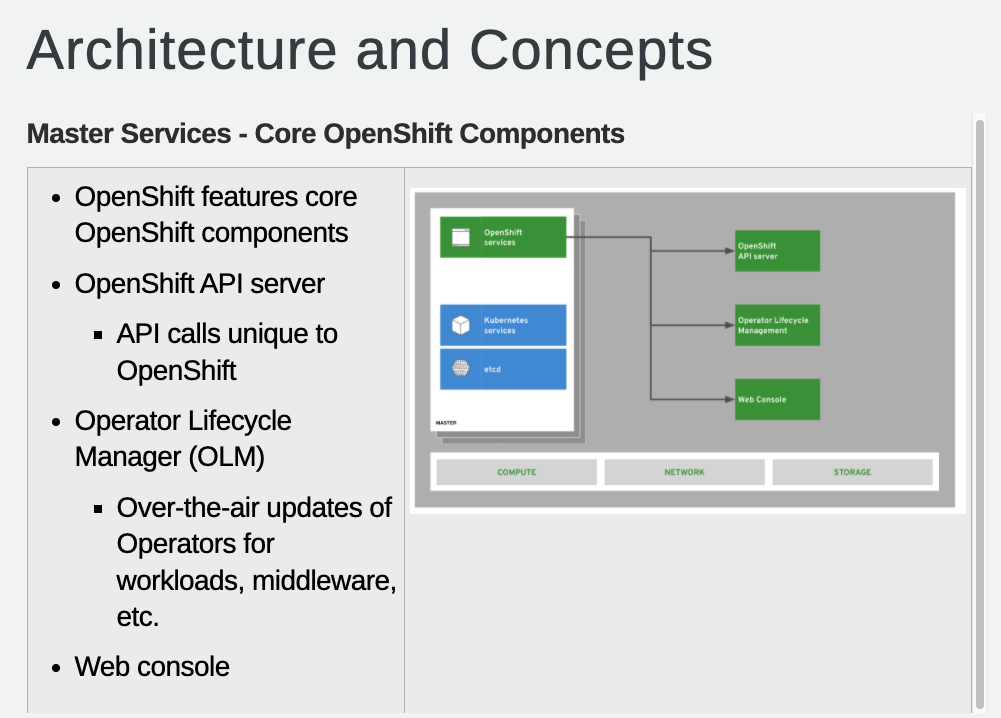 Architecture and Concepts
Master Services - Core OpenShift Components
OpenShift features core
OpenShift components
OpenShift API server
API calls unique to
OpenShift
Operator Lifecycle
Manager (OLM)
Over-the-air updates of
Operators for
workloads, middleware,
etc.
Web console
OpenShift
services
Kubernetes
services
etcd
MASTER
OpenShift
API server
Operator Lifecycle
Management
Web Console
COMPUTE
NETWORK
STORAGE